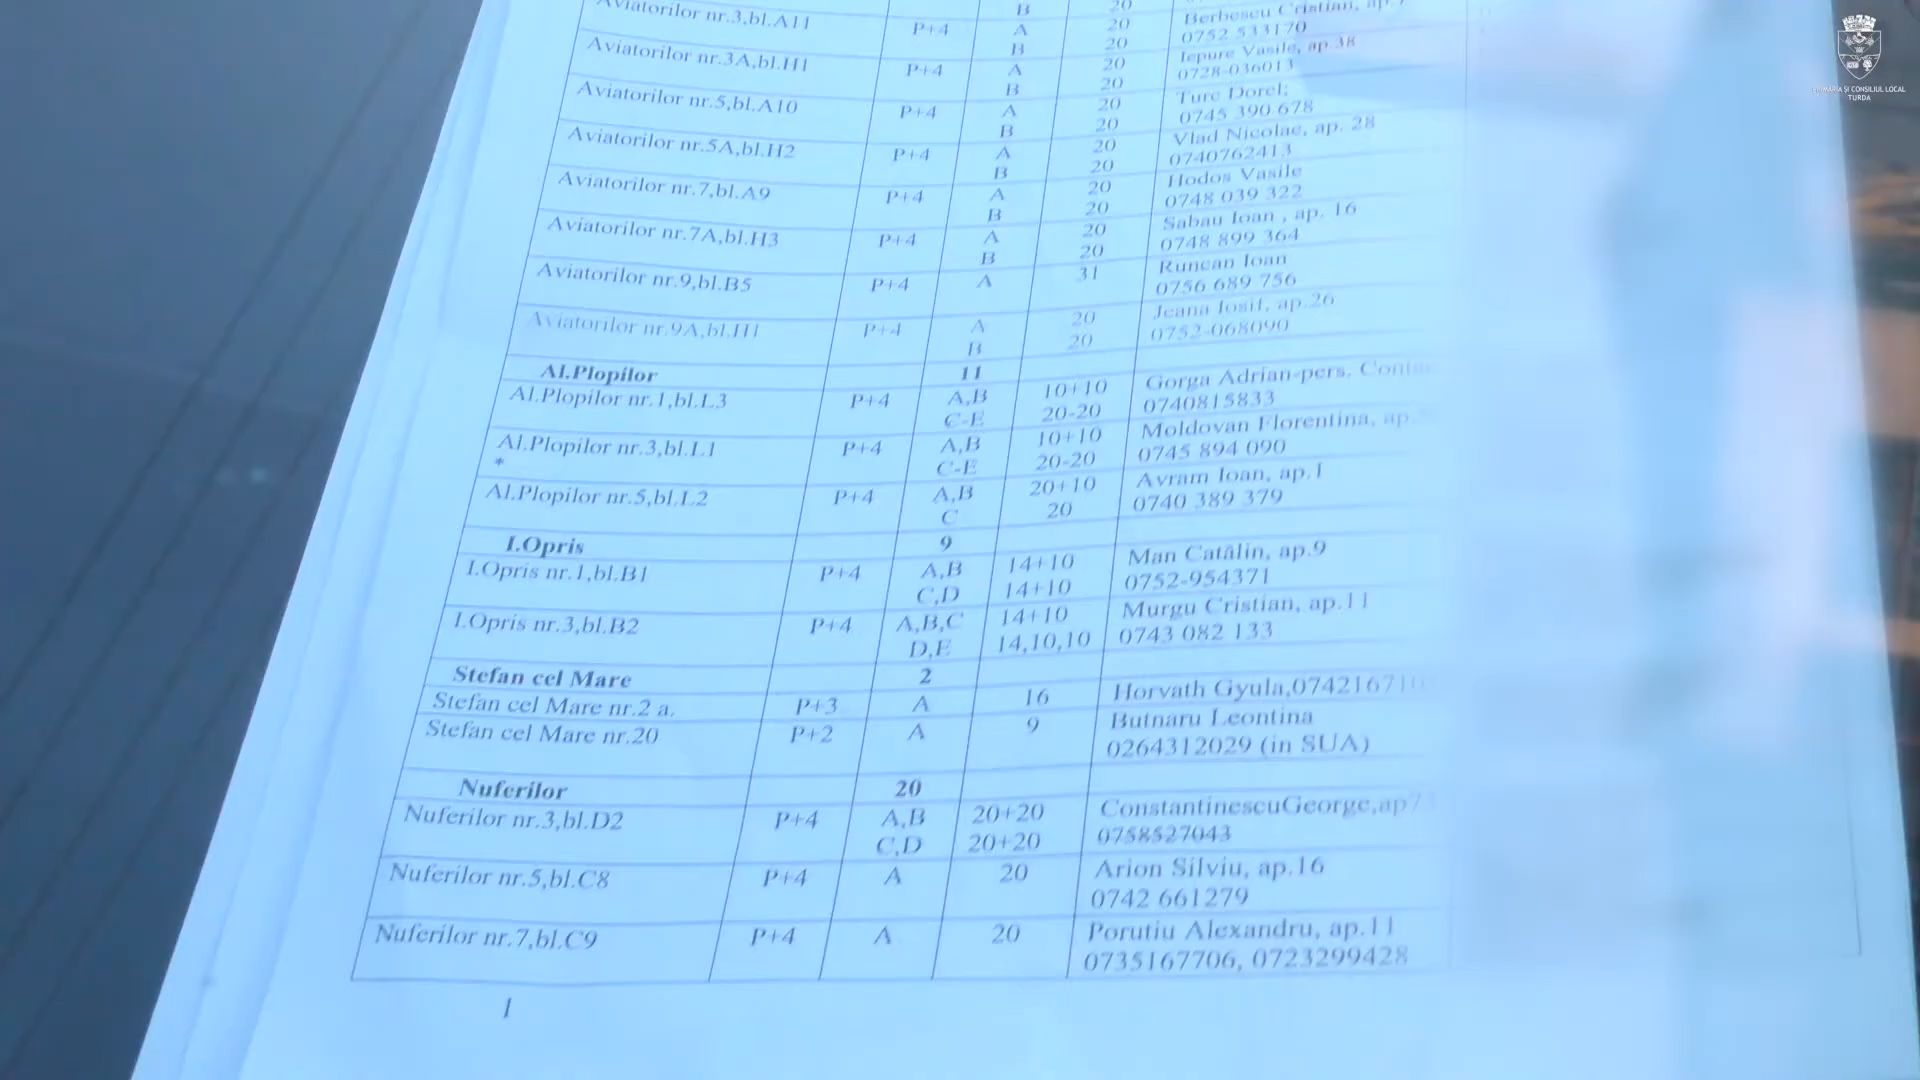 Aviatorilor nr.3,bl.A11 P+4 A 20 Berbescu Cristian, ap.
B 20 0752 533170
Aviatorilor nr.3A,bl.H1 P+4 A 20 Iepure Vasile, ap.38
B 20 0728-036013
Aviatorilor nr.5,bl.A10 P+4 A 20 Turc Dorel;
B 20 0745 390 678
Aviatorilor nr.5A,bl.H2 P+4 A 20 Vlad Nicolae, ap. 28
B 20 0740762413
Aviatorilor nr.7,bl.A9 P+4 A 20 Hodos Vasile
B 20 0748 039 322
Aviatorilor nr.7A,bl.H3 P+4 A 20 Sabau Ioan , ap. 16
B 20 0748 899 364
Aviatorilor nr.9,bl.B5 P+4 A 31 Runcan Ioan
0756 689 756
Aviatorilor nr.9A,bl.H1 P+4 A 20 Jeana Iosif, ap.26
B 20 0752-068090
Al.Plopilor 11
Al.Plopilor nr.1,bl.L3 P+4 A,B 10+10 Gorga Adrian-pers.
C-E 20-20 0740815833
Al.Plopilor nr.3,bl.L1 P+4 A,B 10+10 Moldovan Florentina, ap.
* C-E 20-20 0745 894 090
Al.Plopilor nr.5,bl.L2 P+4 A,B 20+10 Avram Ioan, ap.1
C 20 0740 389 379
I.Opris 9
I.Opris nr.1,bl.B1 P+4 A,B 14+10 Man Catălin, ap.9
C,D 14+10 0752-954371
I.Opris nr.3,bl.B2 P+4 A,B,C 14+10 Murgu Cristian, ap.11
D,E 14,10,10 0743 082 133
Stefan cel Mare 2
Stefan cel Mare nr.2 a. P+3 A 16 Horvath Gyula,
Stefan cel Mare nr.20 P+2 A 9 Butnaru Leontina
0264312029 (in SUA)
Nuferilor 20
Nuferilor nr.3,bl.D2 P+4 A,B 20+20 ConstantinescuGeorge,
C,D 20+20 0758527043
Nuferilor nr.5,bl.C8 P+4 A 20 Arion Silviu, ap.16
0742 661279
Nuferilor nr.7,bl.C9 P+4 A 20 Porutiu Alexandru, ap.11
0735167706, 0723299428
1
PRIMĂRIA ȘI CONSILIUL LOCAL
TURDA